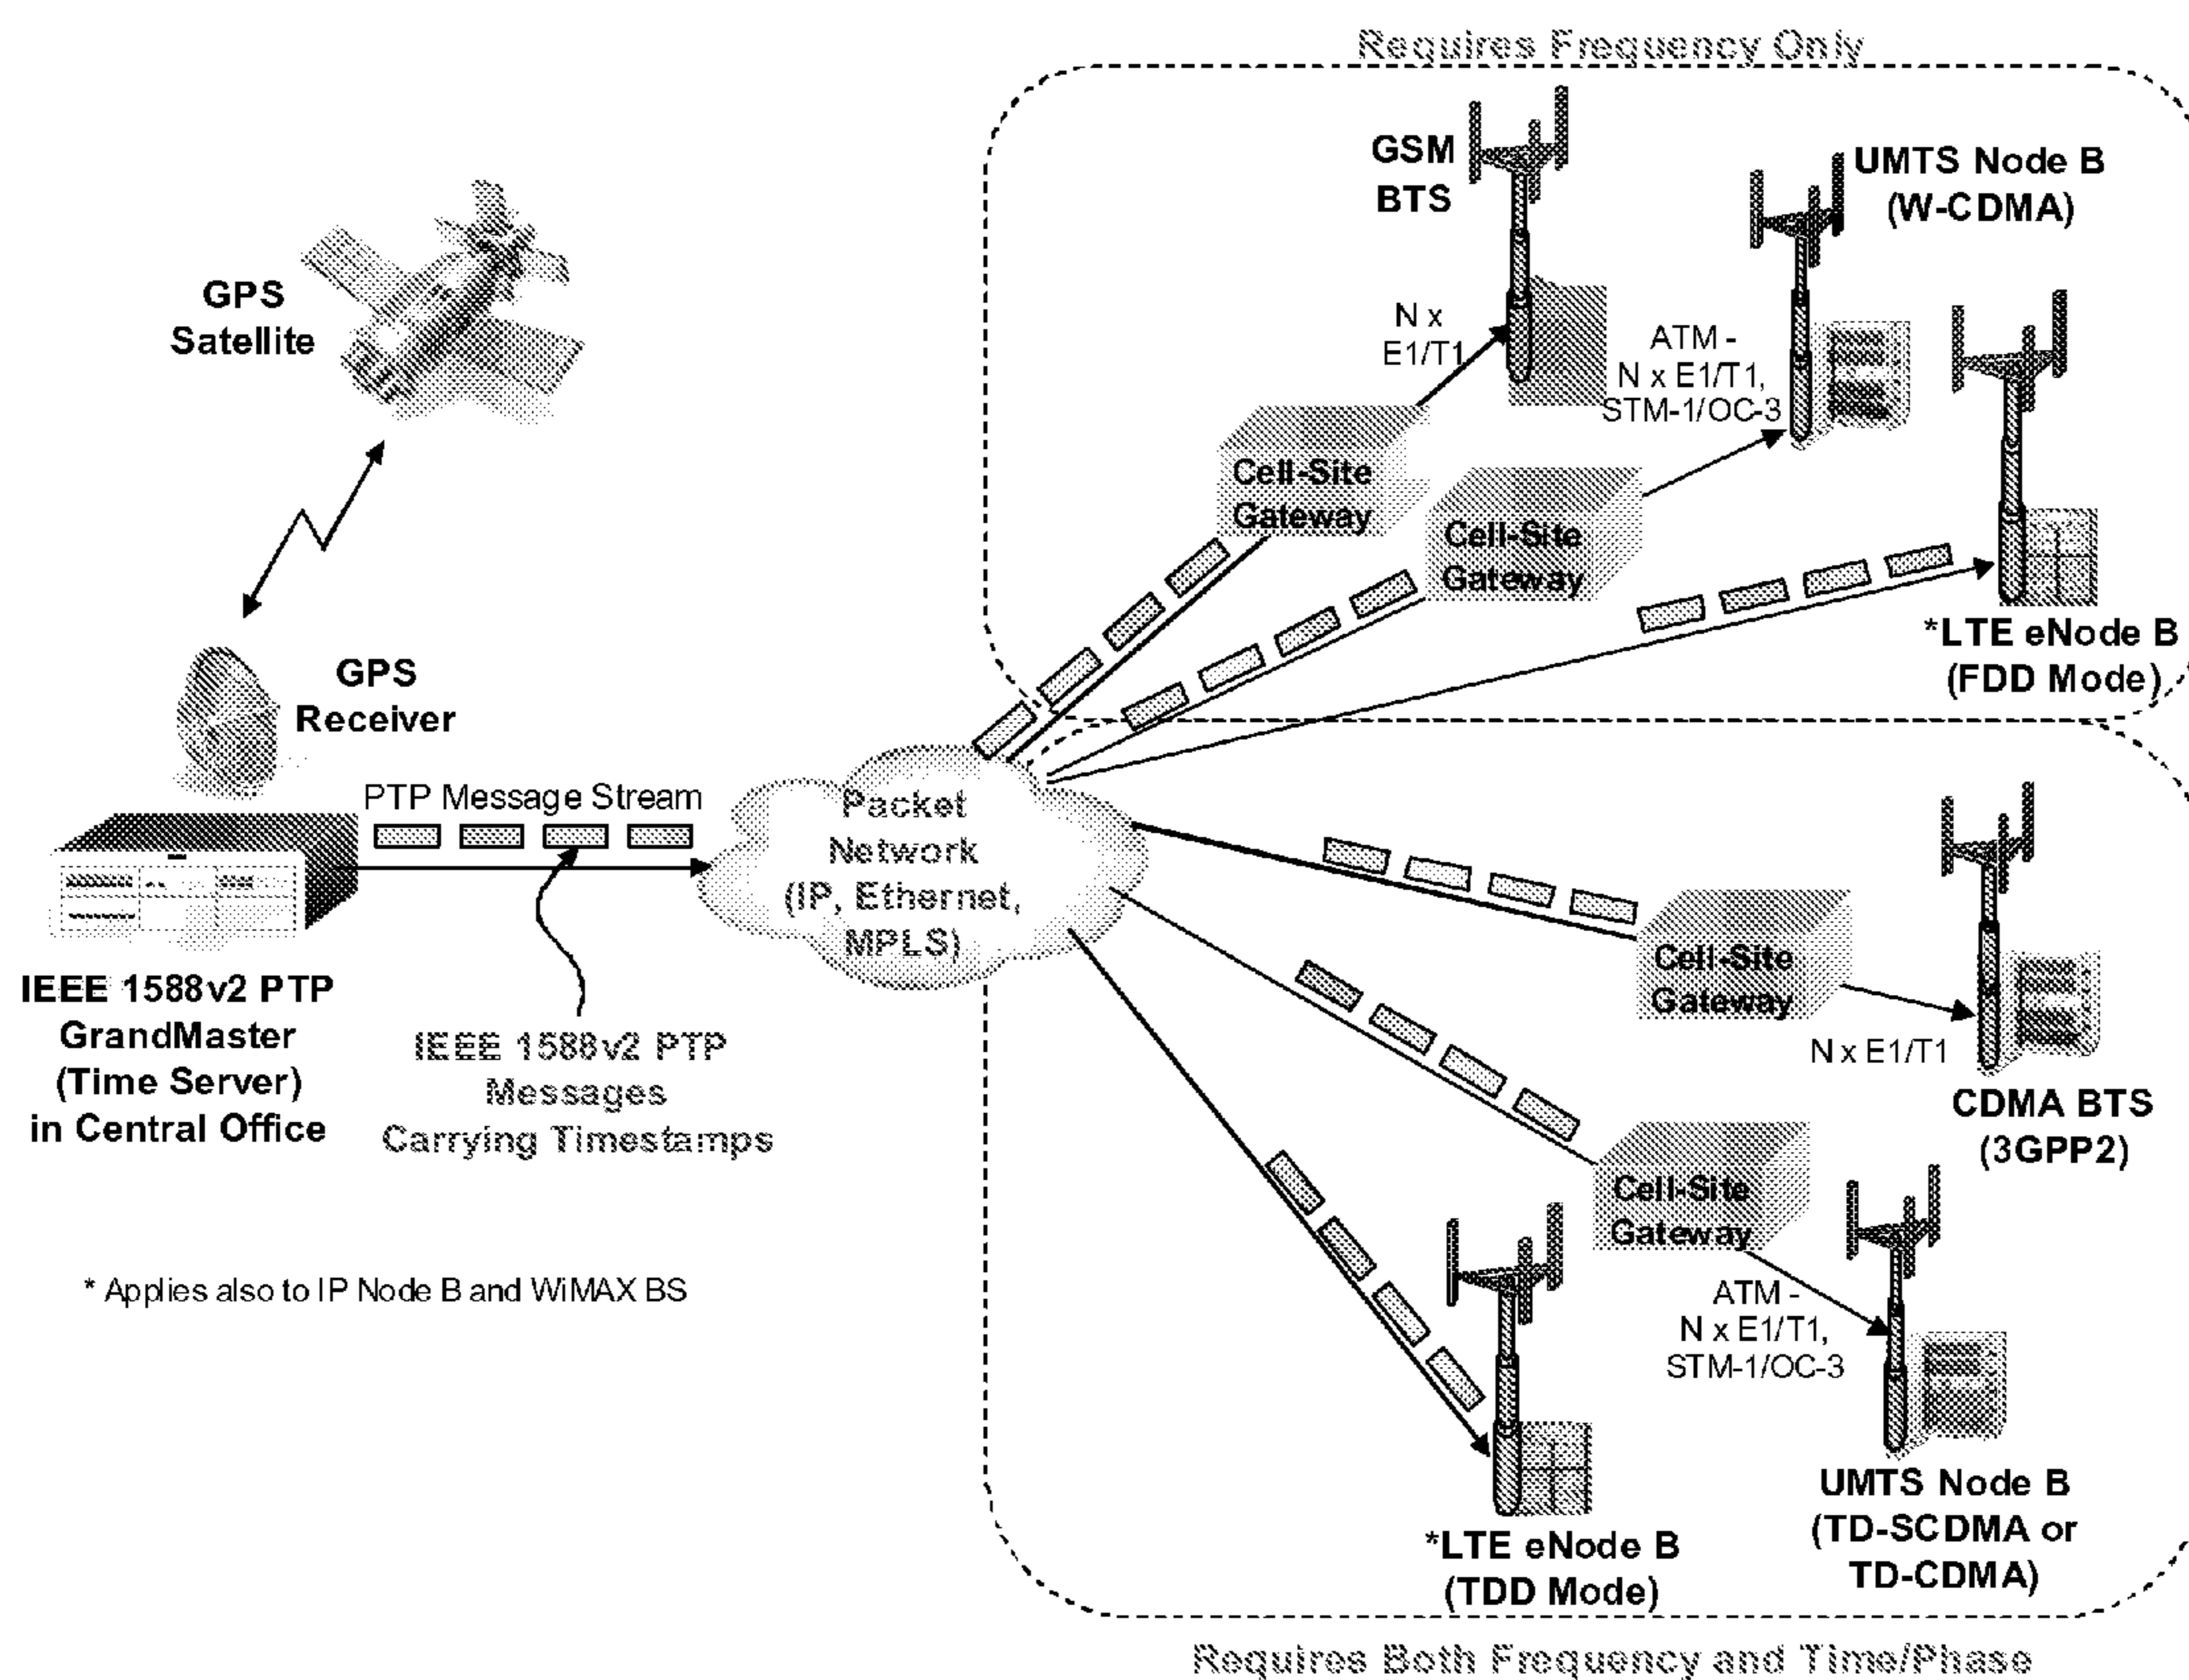 Requires Frequency Only
GSM
BTS
UMTS Node B
(W-CDMA)
GPS
Satellite
N x
E1/T1
ATM -
N x E1/T1,
STM-1/OC-3
Cell-Site
Gateway
Cell-Site
Gateway
*LTE eNode B
(FDD Mode)
GPS
Receiver
PTP Message Stream
Packet
Network
(IP, Ethernet,
MPLS)
IEEE 1588v2 PTP
GrandMaster
(Time Server)
in Central Office
IEEE 1588v2 PTP
Messages
Carrying Timestamps
Cell-Site
Gateway
N x E1/T1
CDMA BTS
(3GPP2)
Cell-Site
Gateway
* Applies also to IP Node B and WiMAX BS
ATM -
N x E1/T1,
STM-1/OC-3
UMTS Node B
(TD-SCDMA or
TD-CDMA)
*LTE eNode B
(TDD Mode)
Requires Both Frequency and Time/Phase